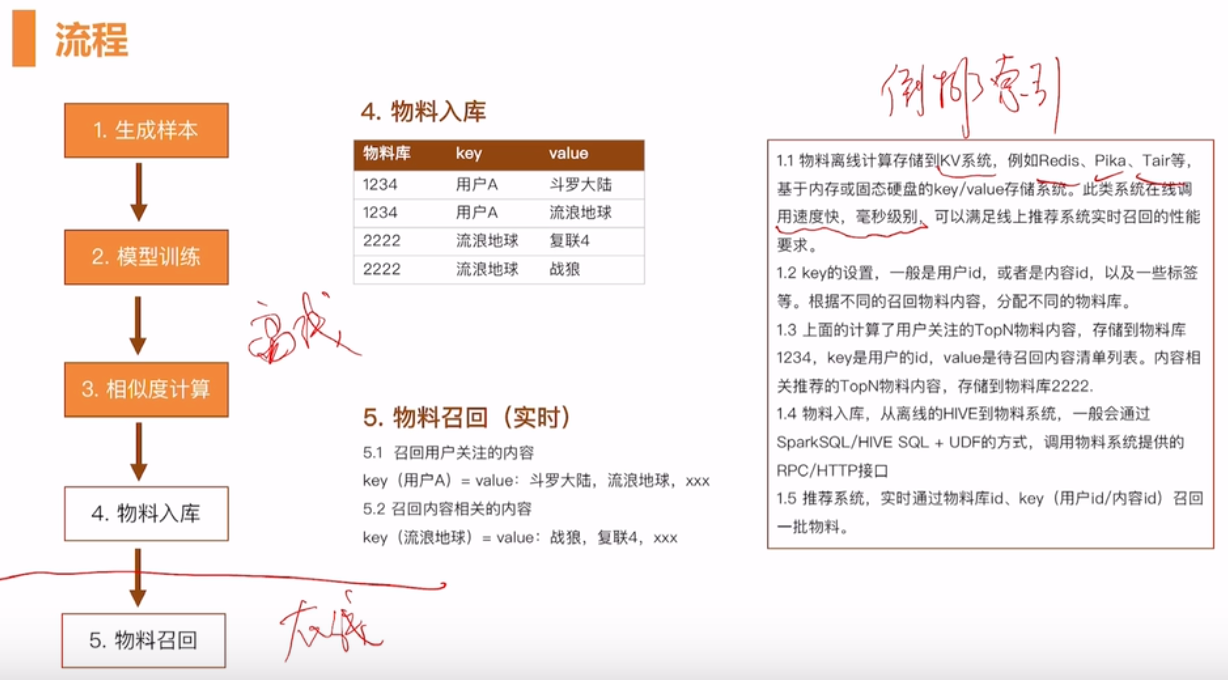 流程
1. 生成样本
2. 模型训练
3. 相似度计算
4. 物料入库
5. 物料召回
离线
在线
4. 物料入库
物料库 key value
1234 用户A 斗罗大陆
1234 用户A 流浪地球
2222 流浪地球 复联4
2222 流浪地球 战狼
5. 物料召回（实时）
5.1 召回用户关注的内容
key（用户A）= value：斗罗大陆，流浪地球，xxx
5.2 召回内容相关的内容
key（流浪地球）= value：战狼，复联4，xxx
倒排索引
1.1 物料离线计算存储到KV系统，例如Redis、Pika、Tair等，
基于内存或固态硬盘的key/value存储系统。此类系统在线调
用速度快，毫秒级别，可以满足线上推荐系统实时召回的性能
要求。
1.2 key的设置，一般是用户id，或者是内容id，以及一些标签
等。根据不同的召回物料内容，分配不同的物料库。
1.3 上面的计算了用户关注的TopN物料内容，存储到物料库
1234，key是用户的id，value是待召回内容清单列表。内容相
关推荐的TopN物料内容，存储到物料库2222.
1.4 物料入库，从离线的HIVE到物料系统，一般会通过
SparkSQL/HIVE SQL + UDF的方式，调用物料系统提供的
RPC/HTTP接口
1.5 推荐系统，实时通过物料库id、key（用户id/内容id）召回
一批物料。